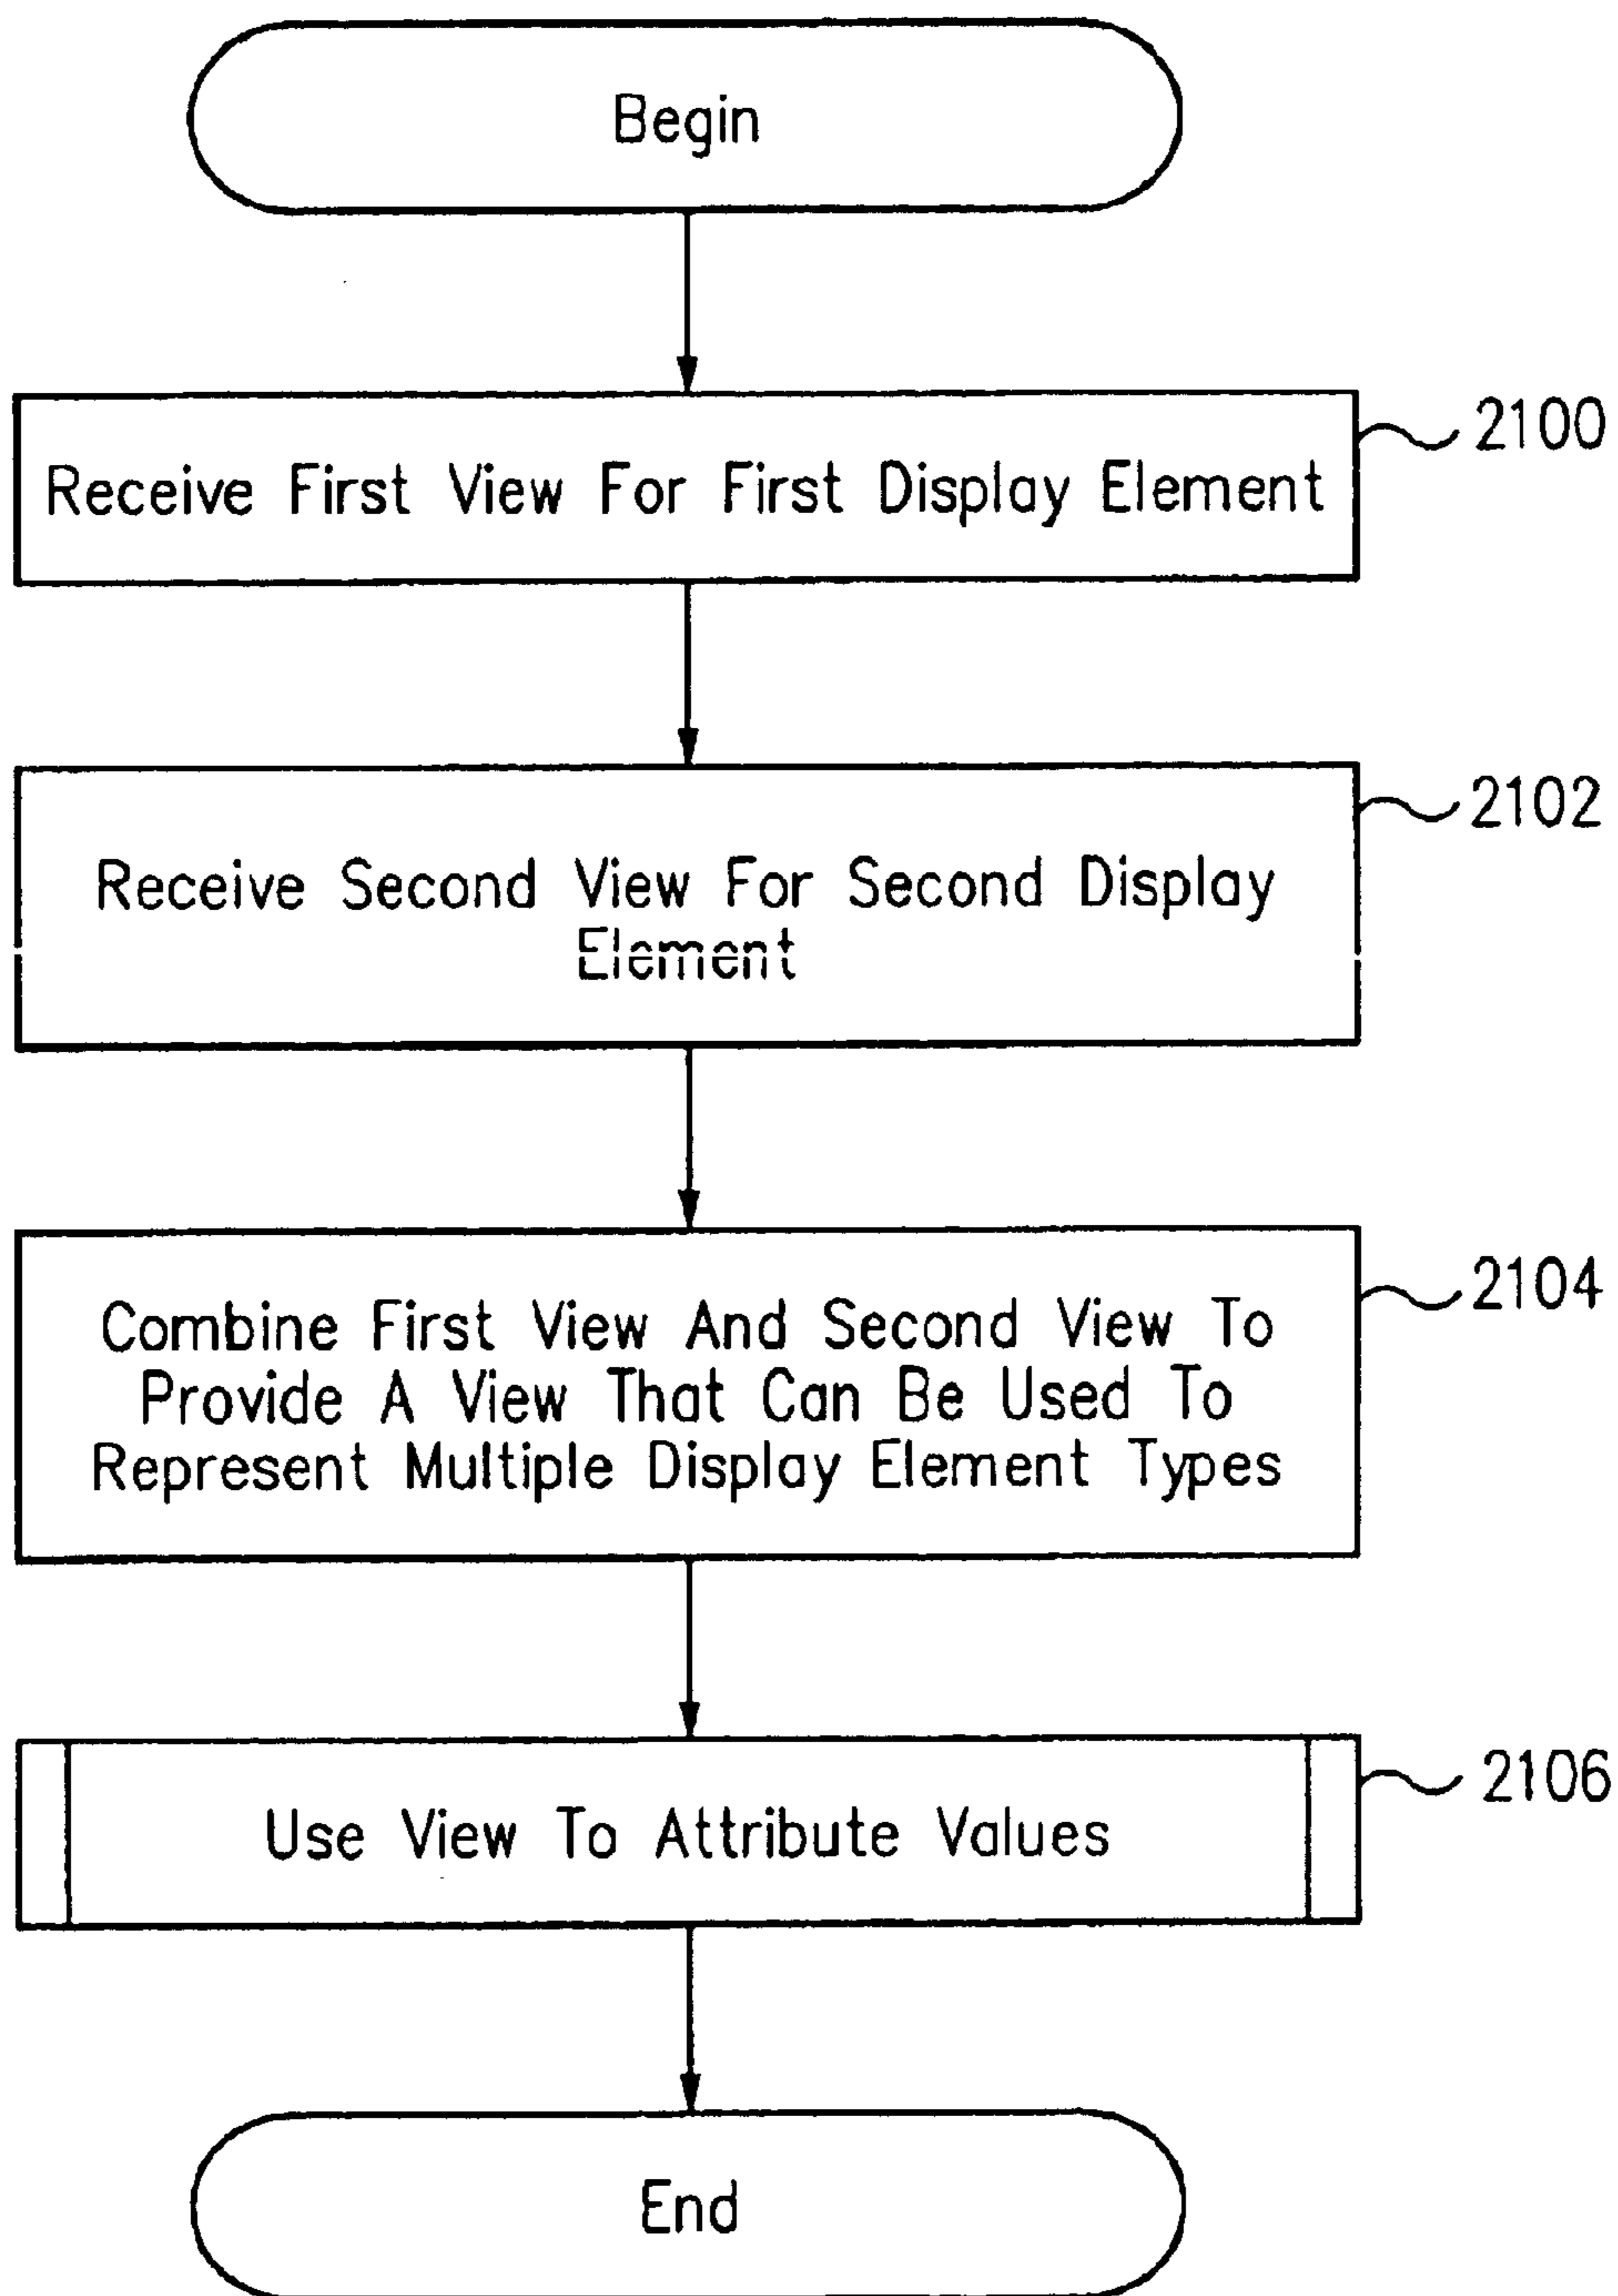 Begin
2100
Receive First View For First Display Element
2102
Receive Second View For Second Display
Element
2104
Combine First View And Second View To
Provide A View That Can Be Used To
Represent Multiple Display Element Types
2106
Use View To Attribute Values
End